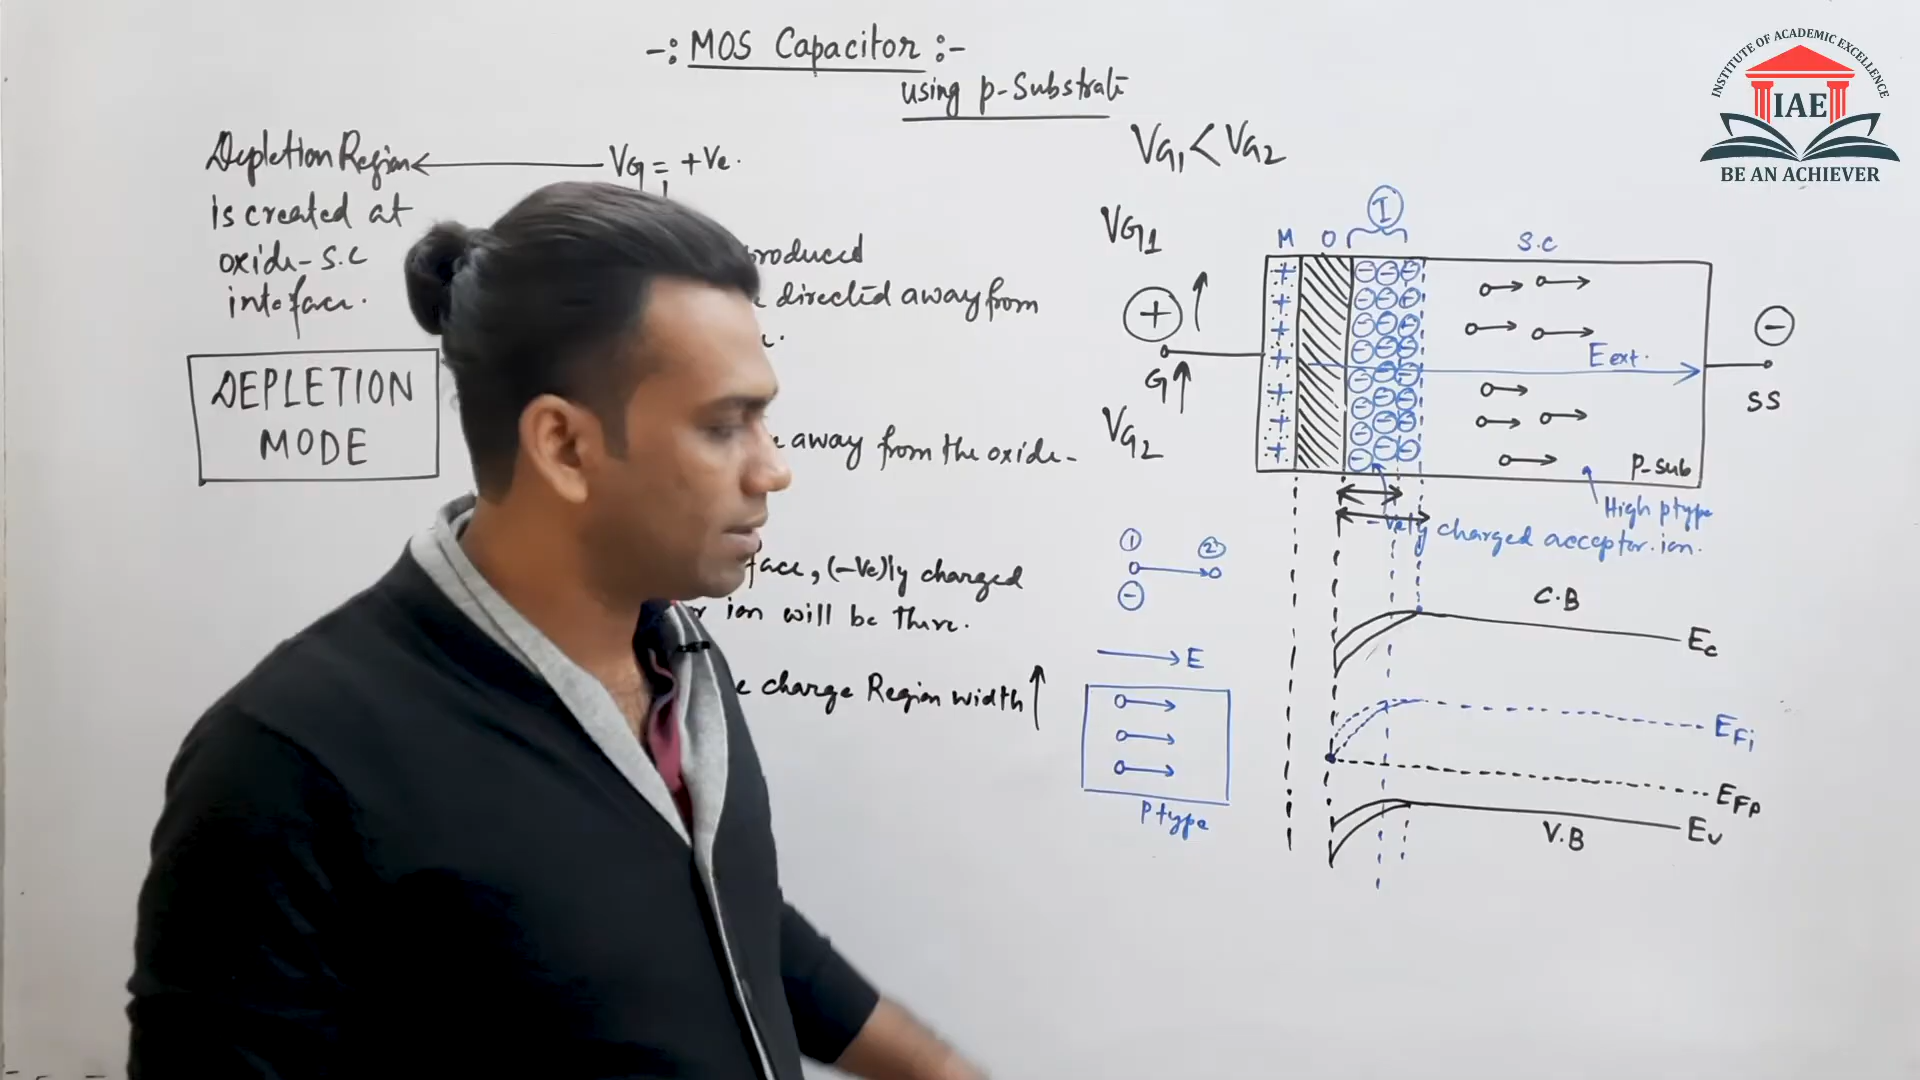 -: MOS Capacitor :-
using p-Substrate
Depletion Region
is created at
oxide-S.C
interface.
DEPLETION
MODE
VG = +Ve.
produced
directed away from
away from the oxide-
face, (-Ve)ly charged
ion will be there.
charge Region width ↑
VG1 < VG2
VG1
+
G ↑
VG2
M O I S.C
E ext.
p-sub
-
SS
High ptype
-vely charged acceptor ion.
① ②
-
E
P type
C.B
Ec
EFi
EFp
Ev
V.B
INSTITUTE OF ACADEMIC EXCELLENCE
IAE
BE AN ACHIEVER